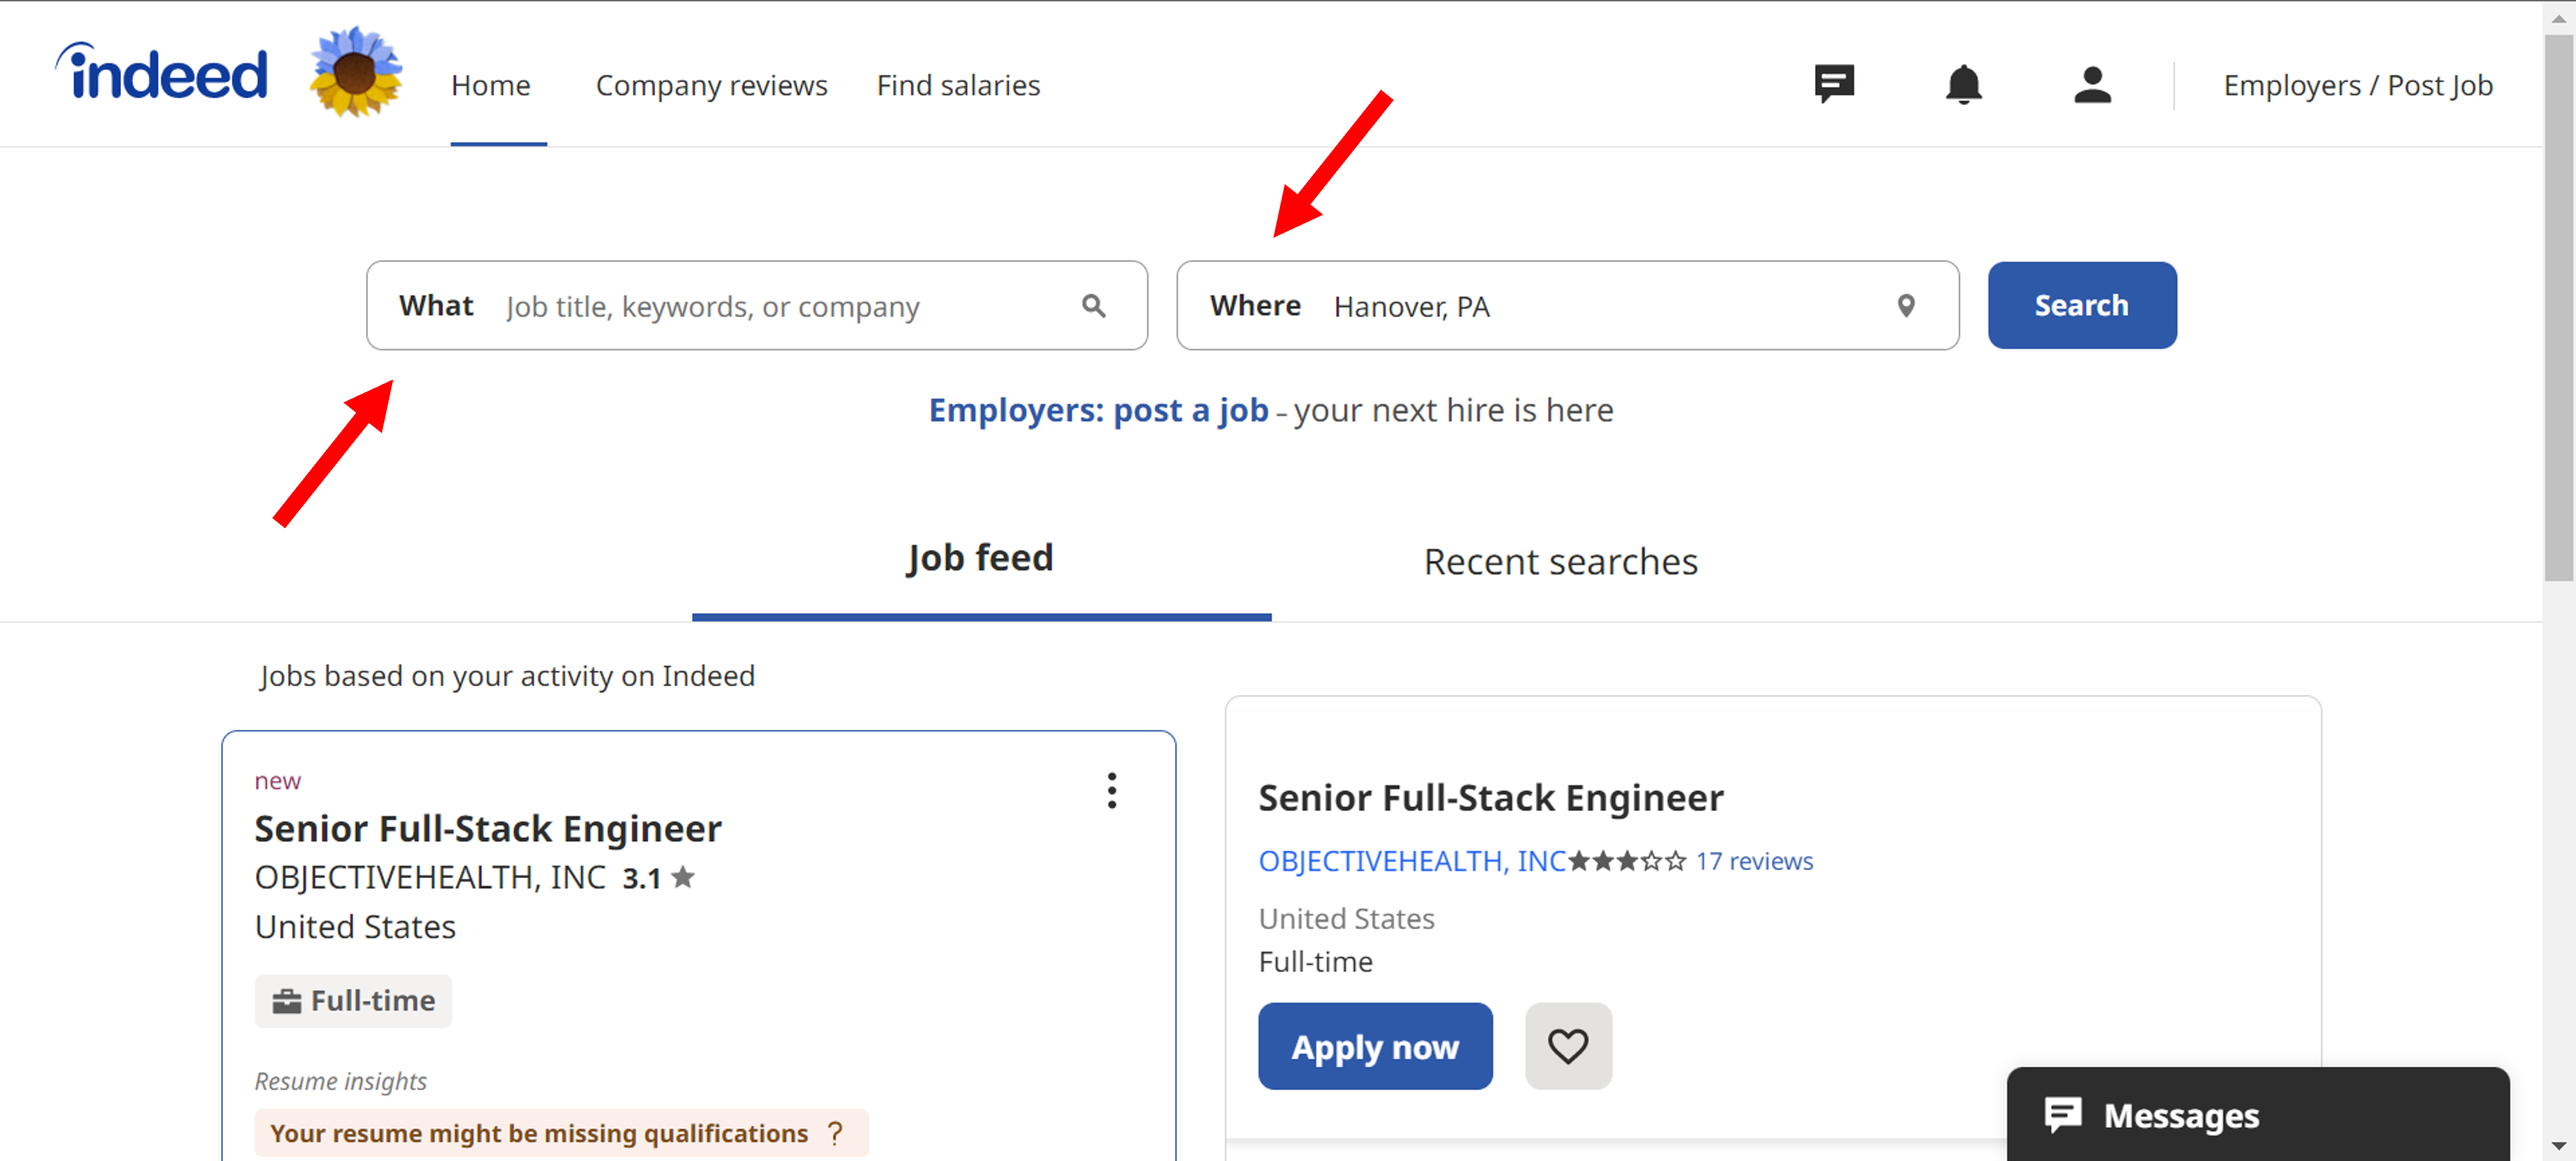 indeed
Home Company reviews Find salaries Employers / Post Job
What Job title, keywords, or company Where Hanover, PA Search
Employers: post a job – your next hire is here
Job feed Recent searches
Jobs based on your activity on Indeed
new
Senior Full-Stack Engineer
OBJECTIVEHEALTH, INC 3.1
United States
Full-time
Resume insights
Your resume might be missing qualifications ?
Senior Full-Stack Engineer
OBJECTIVEHEALTH, INC 17 reviews
United States
Full-time
Apply now
Messages